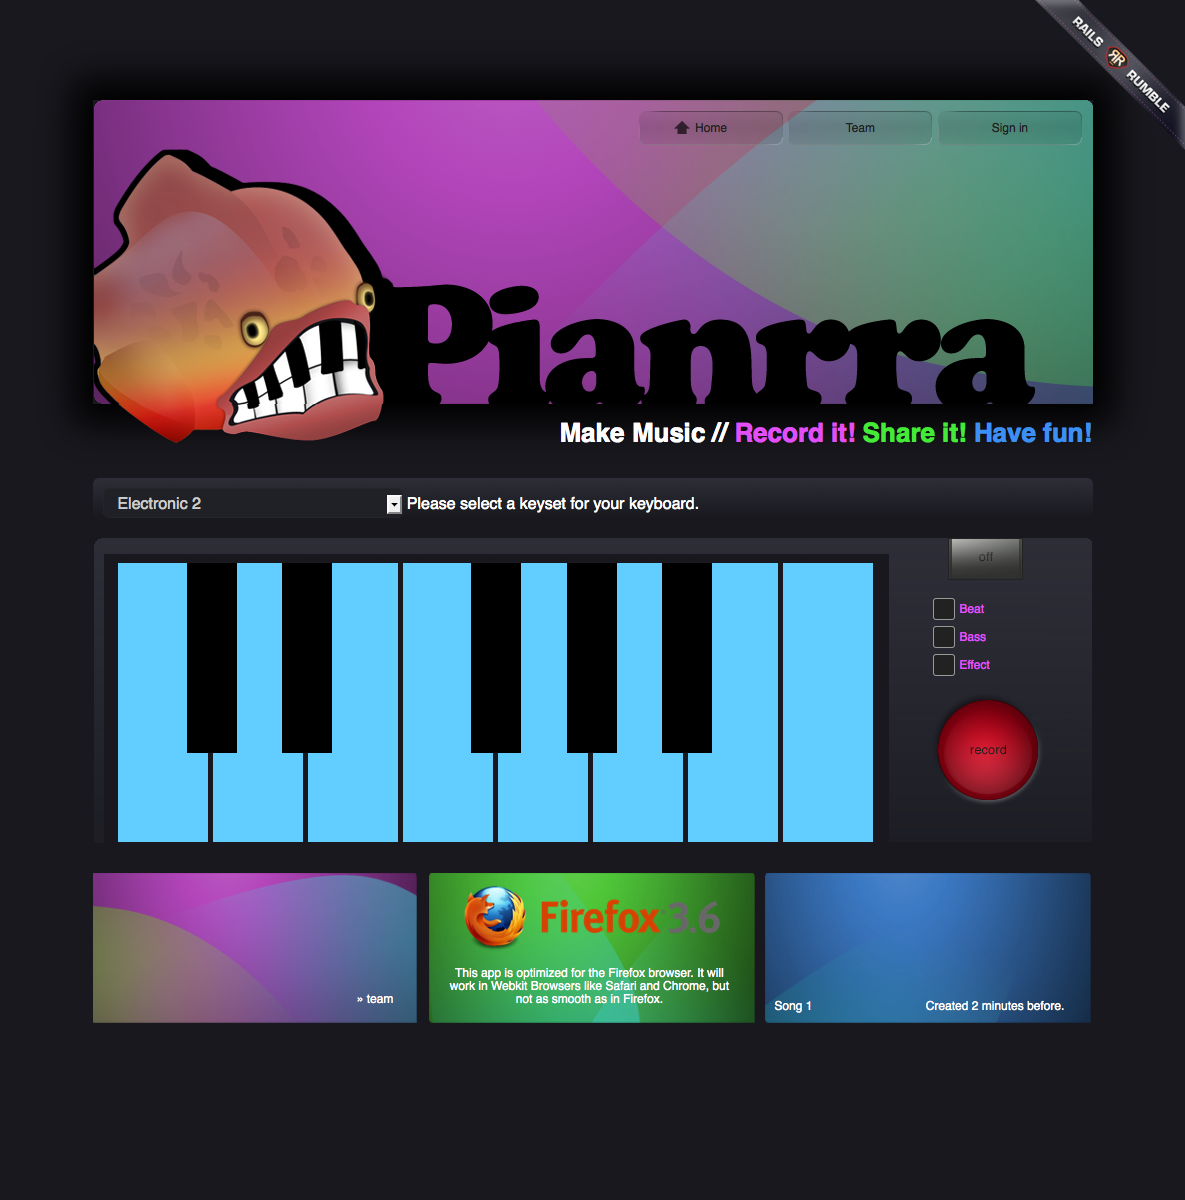 RAILS RR RUMBLE
Home
Team
Sign in
Pianrra
Make Music // Record it! Share it! Have fun!
Electronic 2
Please select a keyset for your keyboard.
off
Beat
Bass
Effect
record
» team
Firefox 3.6
This app is optimized for the Firefox browser. It will
work in Webkit Browsers like Safari and Chrome, but
not as smooth as in Firefox.
Song 1
Created 2 minutes before.